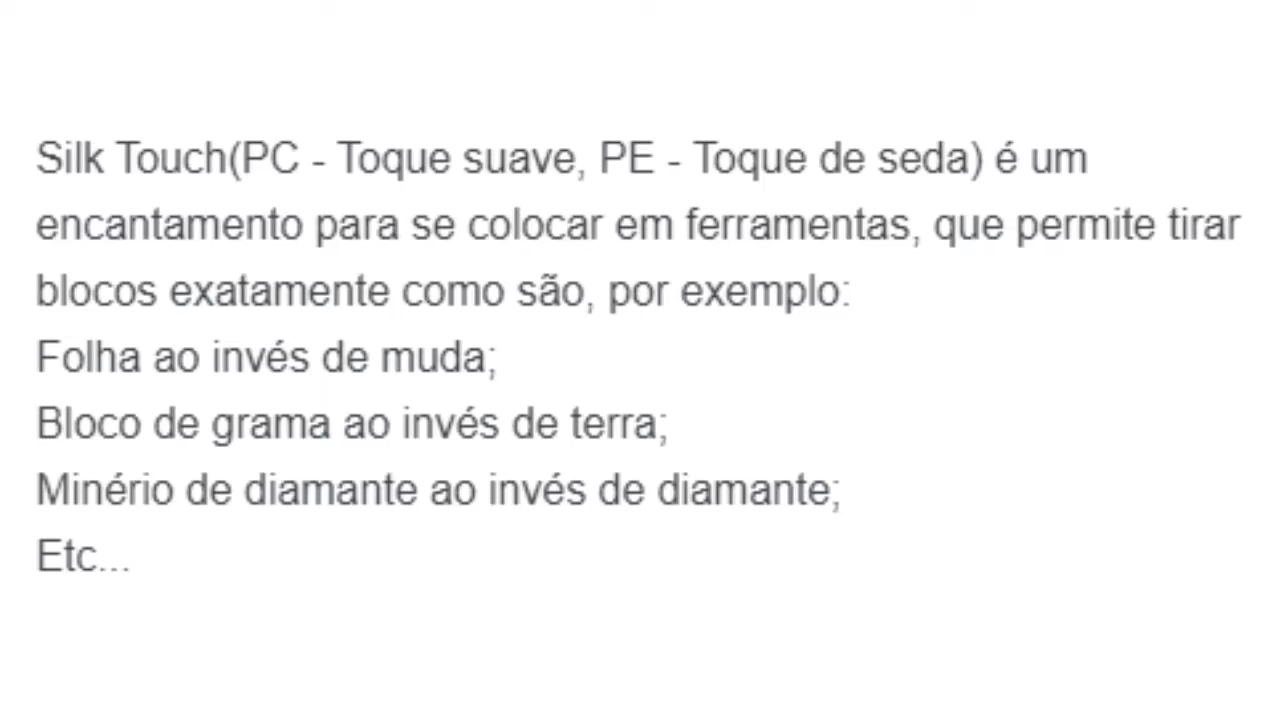 Silk Touch(PC - Toque suave, PE - Toque de seda) é um
encantamento para se colocar em ferramentas, que permite tirar
blocos exatamente como são, por exemplo:
Folha ao invés de muda;
Bloco de grama ao invés de terra;
Minério de diamante ao invés de diamante;
Etc...